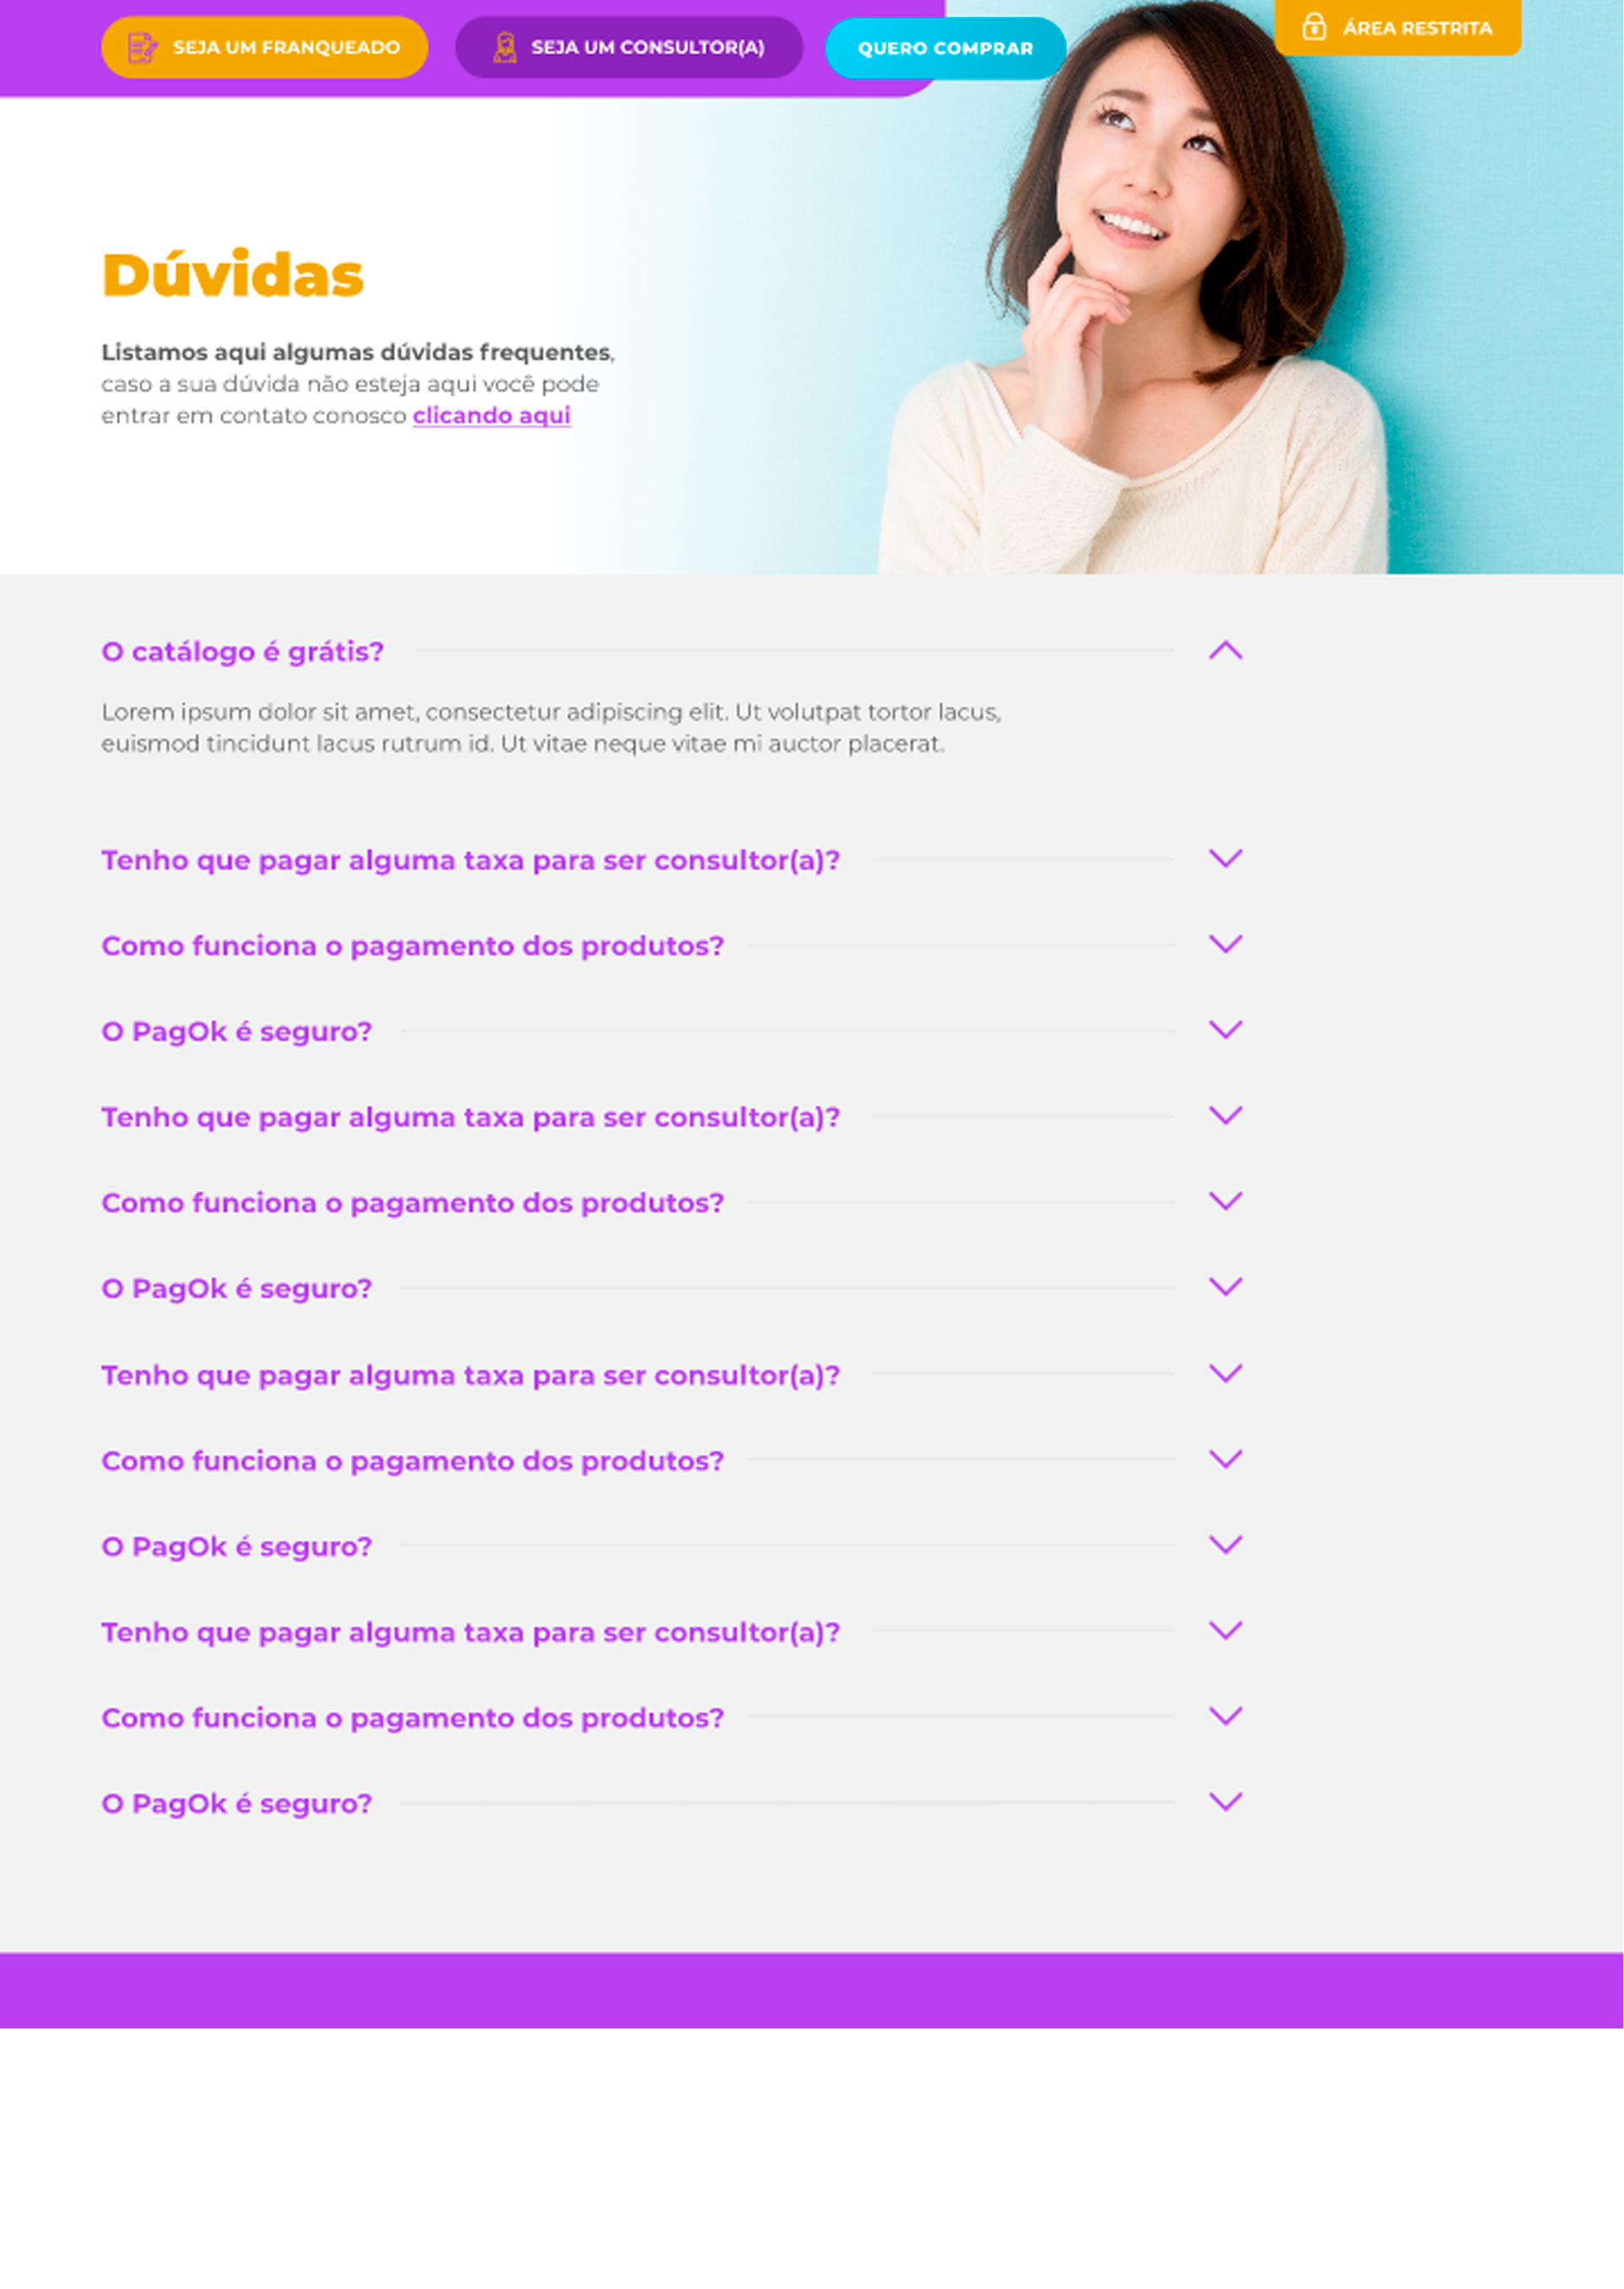 SEJA UM FRANQUEADO
SEJA UM CONSULTOR(A)
QUERO COMPRAR
ÁREA RESTRITA
Dúvidas
Listamos aqui algumas dúvidas frequentes,
caso a sua dúvida não esteja aqui você pode
entrar em contato conosco clicando aqui
O catálogo é grátis?
Lorem ipsum dolor sit amet, consectetur adipiscing elit. Ut volutpat tortor lacus,
euismod tincidunt lacus rutrum id. Ut vitae neque vitae mi auctor placerat.
Tenho que pagar alguma taxa para ser consultor(a)?
Como funciona o pagamento dos produtos?
O PagOk é seguro?
Tenho que pagar alguma taxa para ser consultor(a)?
Como funciona o pagamento dos produtos?
O PagOk é seguro?
Tenho que pagar alguma taxa para ser consultor(a)?
Como funciona o pagamento dos produtos?
O PagOk é seguro?
Tenho que pagar alguma taxa para ser consultor(a)?
Como funciona o pagamento dos produtos?
O PagOk é seguro?